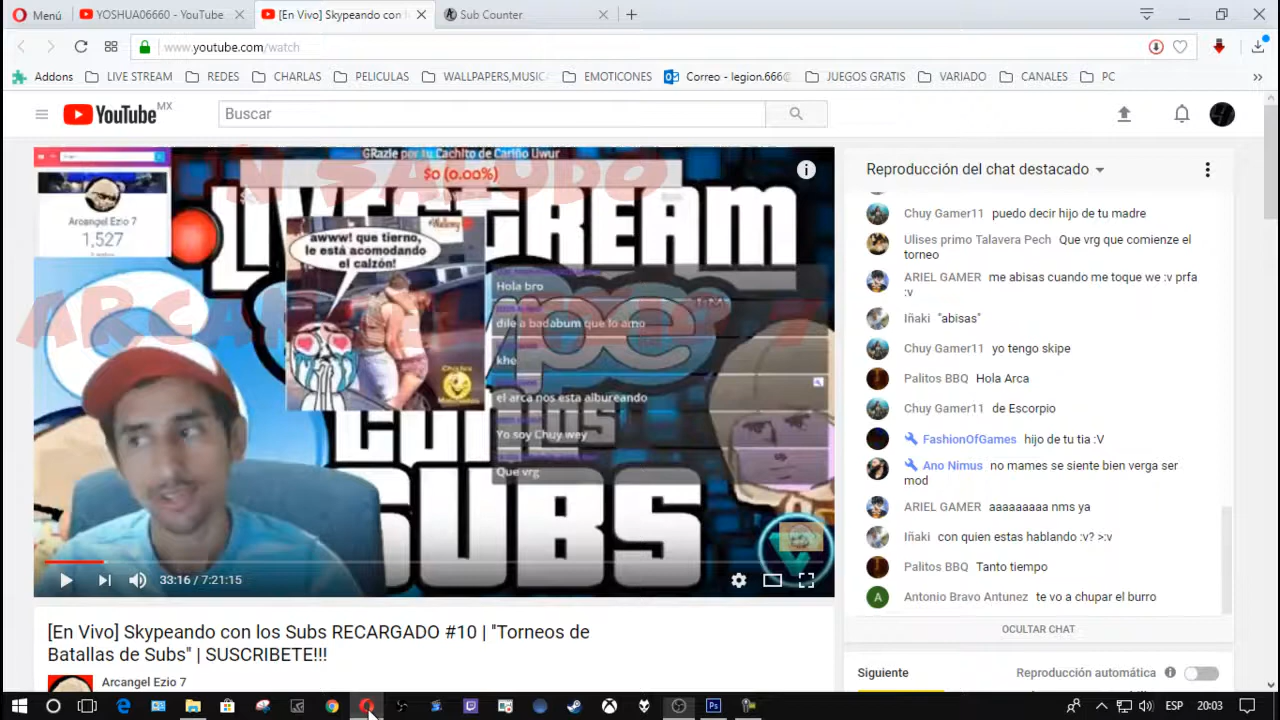 Menú
YOSHUA06660 - YouTube
[En Vivo] Skypeando con l
Sub Counter
www.youtube.com/watch
Addons
LIVE STREAM
REDES
CHARLAS
PELICULAS
WALLPAPERS,MUSIC
EMOTICONES
Correo - legion.666@
JUEGOS GRATIS
VARIADO
CANALES
PC
YouTube MX
Buscar
GRazie por tu Cachito de Cariño Uwur
$0 (0.00%)
N SALUDO
Arcangel Ezio 7
1,527
LIVESTREAM
awww! que tierno,
le está acomodando
el calzón!
Hola bro
dile a badabum que lo amo
khe
el arca nos esta albureando
Yo soy Chuy wey
Que vrg
SUBS
33:16 / 7:21:15
Reproducción del chat destacado
Chuy Gamer11 puedo decir hijo de tu madre
Ulises primo Talavera Pech Que vrg que comienze el
torneo
ARIEL GAMER me abisas cuando me toque we :v prfa
:v
Iñaki "abisas"
Chuy Gamer11 yo tengo skipe
Palitos BBQ Hola Arca
Chuy Gamer11 de Escorpio
FashionOfGames hijo de tu tia :V
Ano Nimus no mames se siente bien verga ser
mod
ARIEL GAMER aaaaaaaaa nms ya
Iñaki con quien estas hablando :v? >:v
Palitos BBQ Tanto tiempo
Antonio Bravo Antunez te vo a chupar el burro
OCULTAR CHAT
[En Vivo] Skypeando con los Subs RECARGADO #10 | "Torneos de
Batallas de Subs" | SUSCRIBETE!!!
Arcangel Ezio 7
Siguiente
Reproducción automática
ESP
20:03